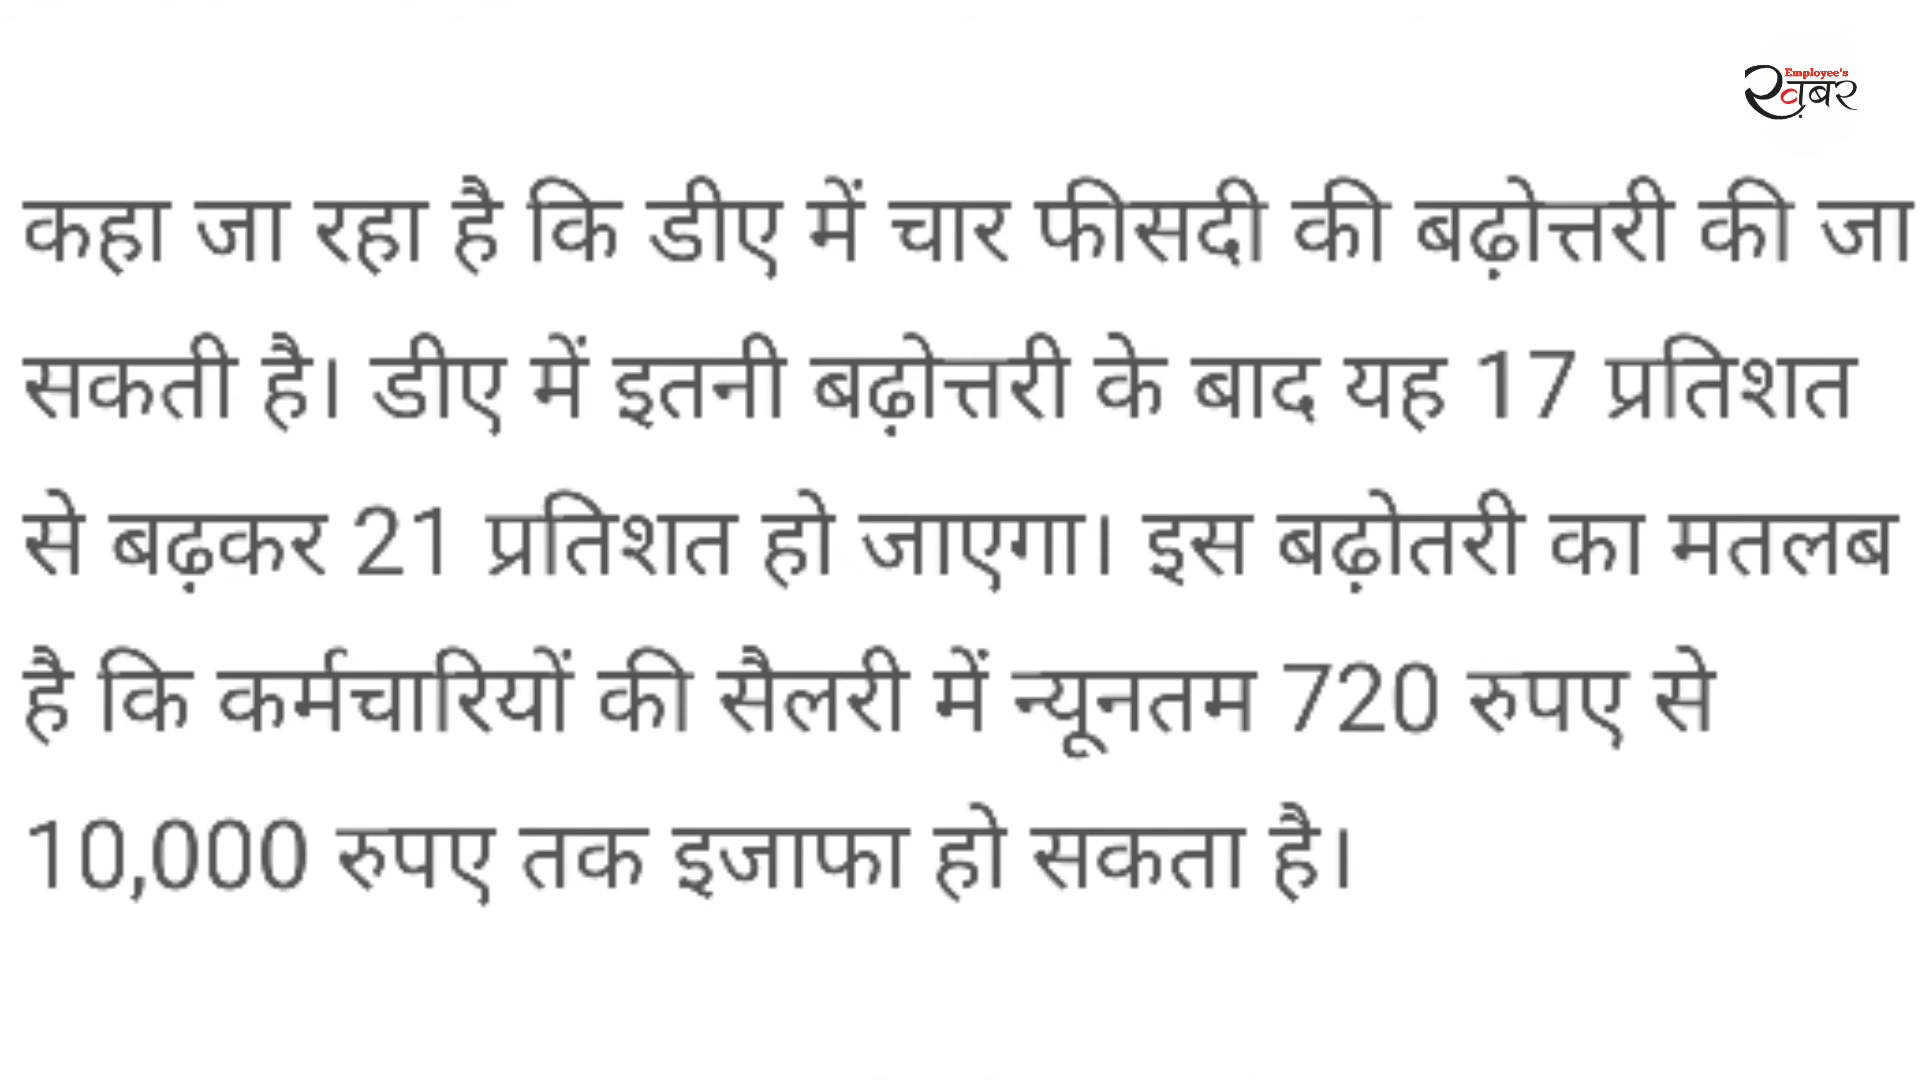 Employee's
ख़बर
कहा जा रहा है कि डीए में चार फीसदी की बढ़ोत्तरी की जा
सकती है। डीए में इतनी बढ़ोत्तरी के बाद यह 17 प्रतिशत
से बढ़कर 21 प्रतिशत हो जाएगा। इस बढ़ोतरी का मतलब
है कि कर्मचारियों की सैलरी में न्यूनतम 720 रुपए से
10,000 रुपए तक इजाफा हो सकता है।